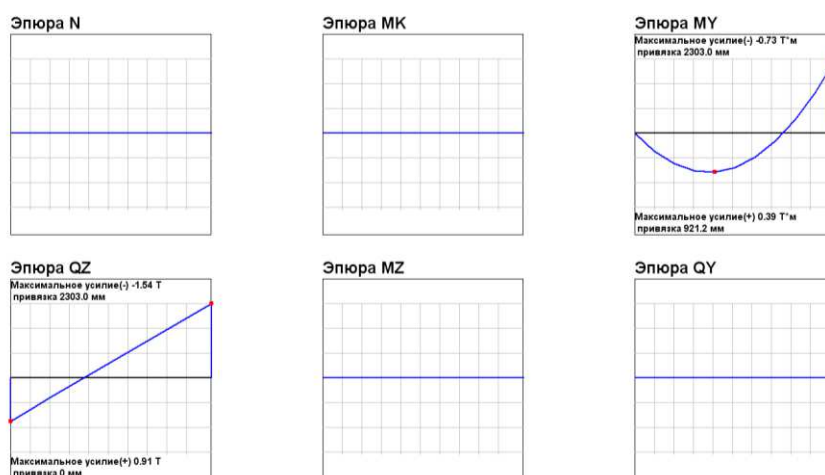 Эпюра N
Эпюра MK
Эпюра MY
Максимальное усилие(-) -0.73 Т*м
привязка 2303.0 мм
Максимальное усилие(+) 0.39 Т*м
привязка 921.2 мм
Эпюра QZ
Максимальное усилие(-) -1.54 Т
привязка 2303.0 мм
Максимальное усилие(+) 0.91 Т
привязка 0 мм
Эпюра MZ
Эпюра QY